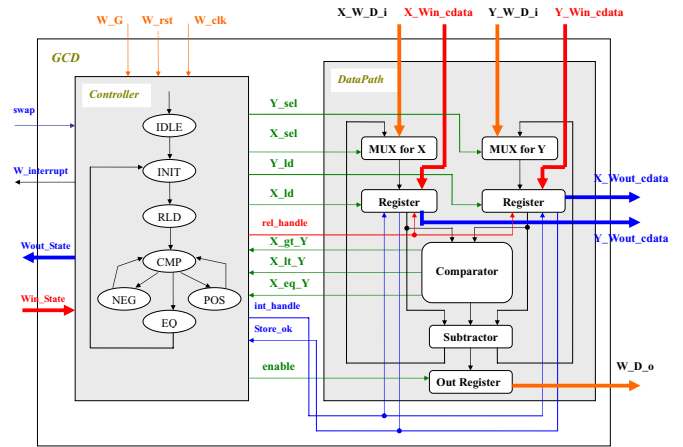 X_W_D_i X_Win_cdata Y_W_D_i Y_Win_cdata
W_G W_rst W_clk
GCD
Controller
DataPath
swap
Y_sel
IDLE
X_sel
MUX for X
MUX for Y
W_interrupt
INIT
Y_ld
X_Wout_cdata
X_ld
Register
Register
RLD
rel_handle
Y_Wout_cdata
Wout_State
X_gt_Y
CMP
X_lt_Y
Comparator
Win_State
NEG
POS
X_eq_Y
int_handle
EQ
Store_ok
Subtractor
enable
Out Register
W_D_o